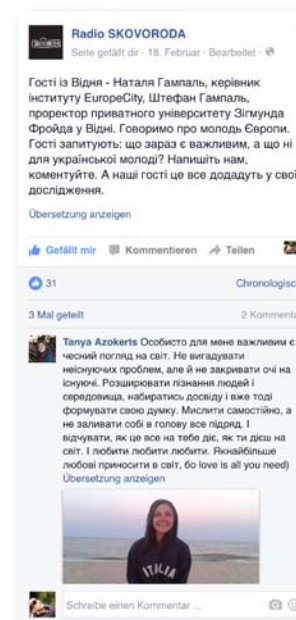 Radio SKOVORODA
Seite gefällt dir · 18. Februar · Bearbeitet ·
Гості із Відня - Наталя Гампаль, керівник
інституту EuropeCity, Штефан Гампаль,
проректор приватного університету Зігмунда
Фройда у Відні. Говоримо про молодь Європи.
Гості запитують: що зараз є важливим, а що ні
для української молоді? Напишіть нам,
коментуйте. А наші гості це все додадуть у свої
дослідження.
Übersetzung anzeigen
Gefällt mir Kommentieren Teilen
31 Chronologisc
3 Mal geteilt 2 Kommenta
Tanya Azokerts Особисто для мене важливим є
чесний погляд на світ. Не вигадувати
неіснуючих проблем, але й не закривати очі на
існуючі. Розширювати пізнання людей і
середовища, набиратись досвіду і вже тоді
формувати свою думку. Мислити самостійно, а
не заливати собі в голову все підряд. І
відчувати, як це все на тебе діє, як ти дієш на
світ. І любити любити любити. Якнайбільше
любові приносити в світ, бо love is all you need)
Übersetzung anzeigen
ITALIA
Schreibe einen Kommentar ...